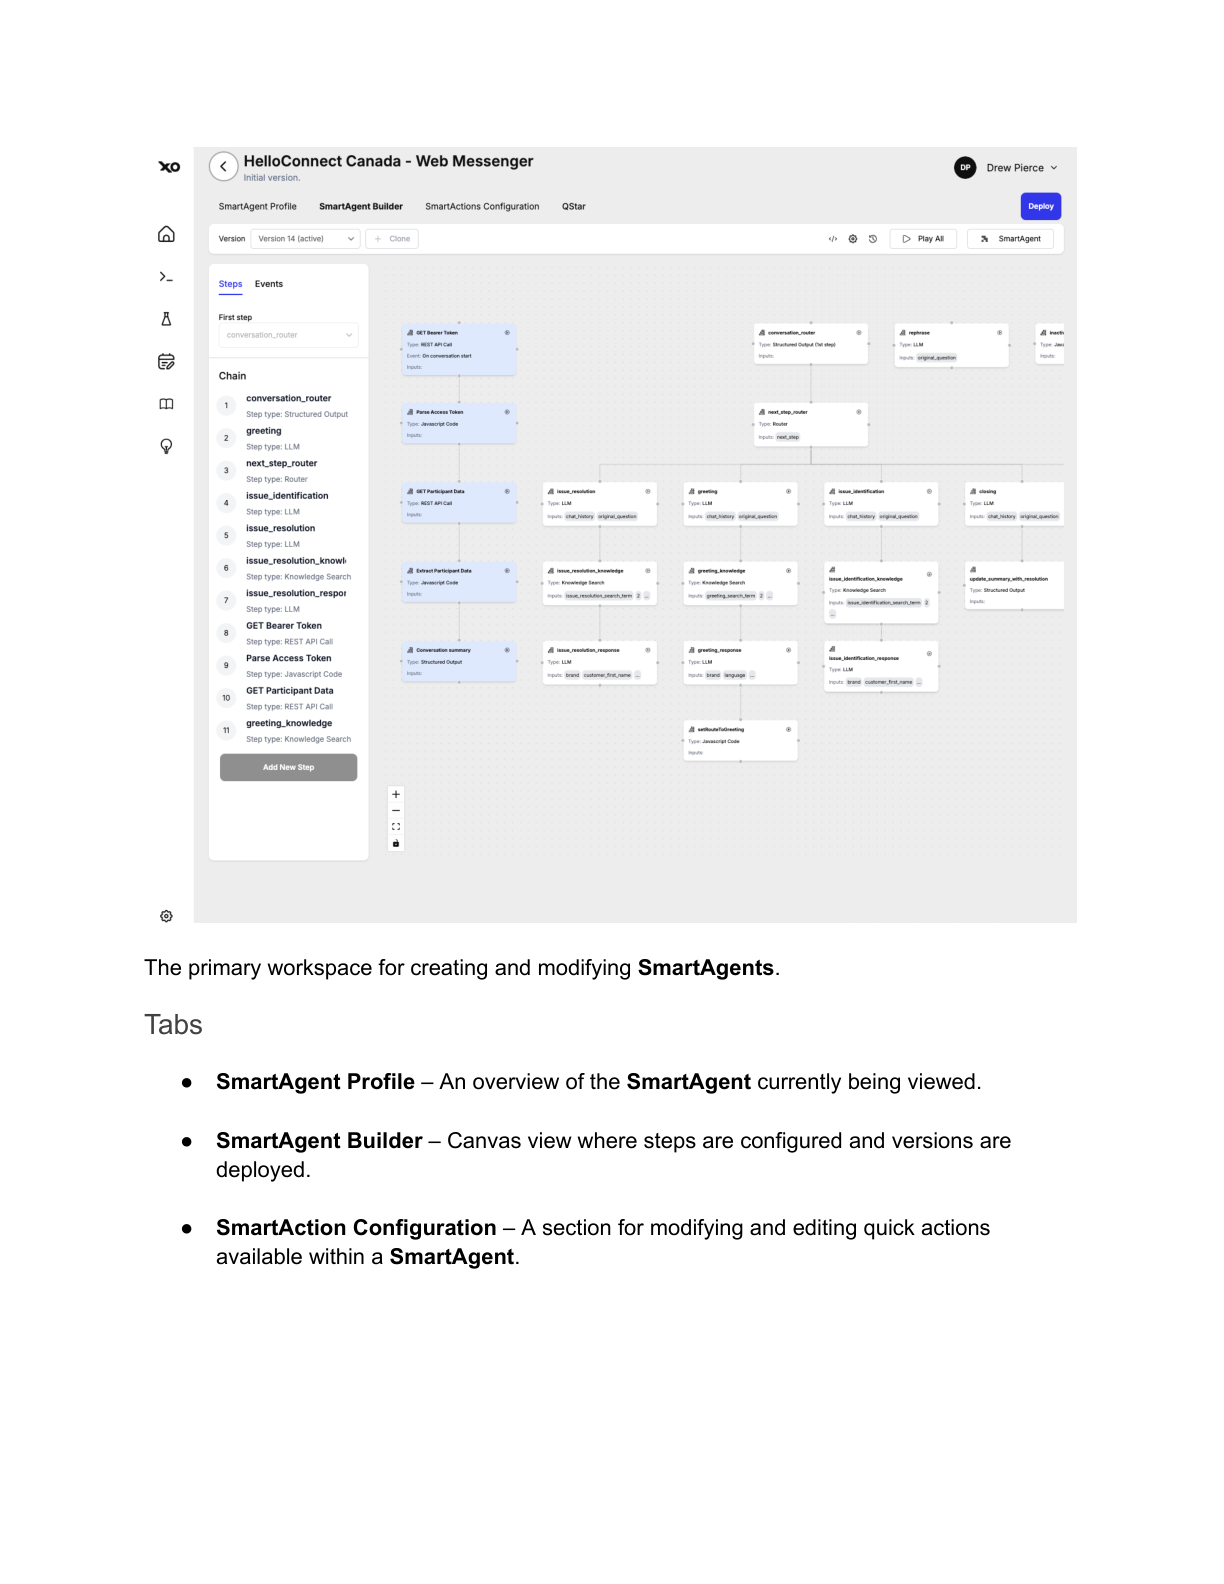 xo
HelloConnect Canada - Web Messenger
Initial version.
DP
Drew Pierce
SmartAgent Profile
SmartAgent Builder
SmartActions Configuration
QStar
Deploy
Version
Version 14 (active)
+ Clone
</>
Play All
SmartAgent
Steps
Events
First step
conversation_router
Chain
1
conversation_router
Step type: Structured Output
2
greeting
Step type: LLM
3
next_step_router
Step type: Router
4
issue_identification
Step type: LLM
5
issue_resolution
Step type: LLM
6
issue_resolution_knowl
Step type: Knowledge Search
7
issue_resolution_respor
Step type: LLM
8
GET Bearer Token
Step type: REST API Call
9
Parse Access Token
Step type: Javascript Code
10
GET Participant Data
Step type: REST API Call
11
greeting_knowledge
Step type: Knowledge Search
Add New Step
GET Bearer Token
Type: REST API Call
Event: On conversation start
Inputs:
conversation_router
Type: Structured Output (1st step)
Inputs:
rephrase
Type: LLM
Inputs: original_question
inacti
Type: Java
Inputs:
Parse Access Token
Type: Javascript Code
Inputs:
next_step_router
Type: Router
Inputs: next_step
GET Participant Data
Type: REST API Call
Inputs:
issue_resolution
Type: LLM
Inputs: chat_history original_question
greeting
Type: LLM
Inputs: chat_history original_question
issue_identification
Type: LLM
Inputs: chat_history original_question
closing
Type: LLM
Inputs: chat_history original_question
Extract Participant Data
Type: Javascript Code
Inputs:
issue_resolution_knowledge
Type: Knowledge Search
Inputs: issue_resolution_search_term 2 ...
greeting_knowledge
Type: Knowledge Search
Inputs: greeting_search_term 2 ...
issue_identification_knowledge
Type: Knowledge Search
Inputs: issue_identification_search_term 2
...
update_summary_with_resolution
Type: Structured Output
Inputs:
Conversation summary
Type: Structured Output
Inputs:
issue_resolution_response
Type: LLM
Inputs: brand customer_first_name ...
greeting_response
Type: LLM
Inputs: brand language ...
issue_identification_response
Type: LLM
Inputs: brand customer_first_name ...
setRouteToGreeting
Type: Javascript Code
Inputs:
The primary workspace for creating and modifying SmartAgents.
Tabs
● SmartAgent Profile – An overview of the SmartAgent currently being viewed.
● SmartAgent Builder – Canvas view where steps are configured and versions are
deployed.
● SmartAction Configuration – A section for modifying and editing quick actions
available within a SmartAgent.